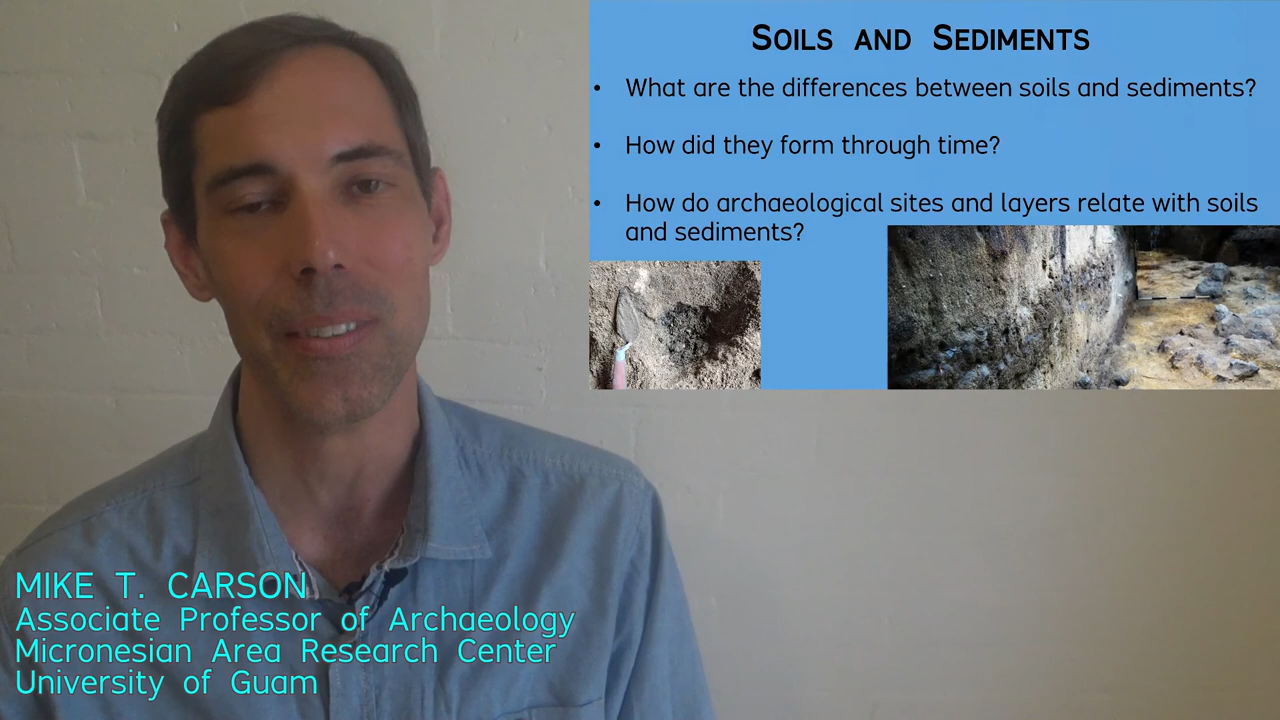 SOILS AND SEDIMENTS
• What are the differences between soils and sediments?
• How did they form through time?
• How do archaeological sites and layers relate with soils
and sediments?
MIKE T. CARSON
Associate Professor of Archaeology
Micronesian Area Research Center
University of Guam